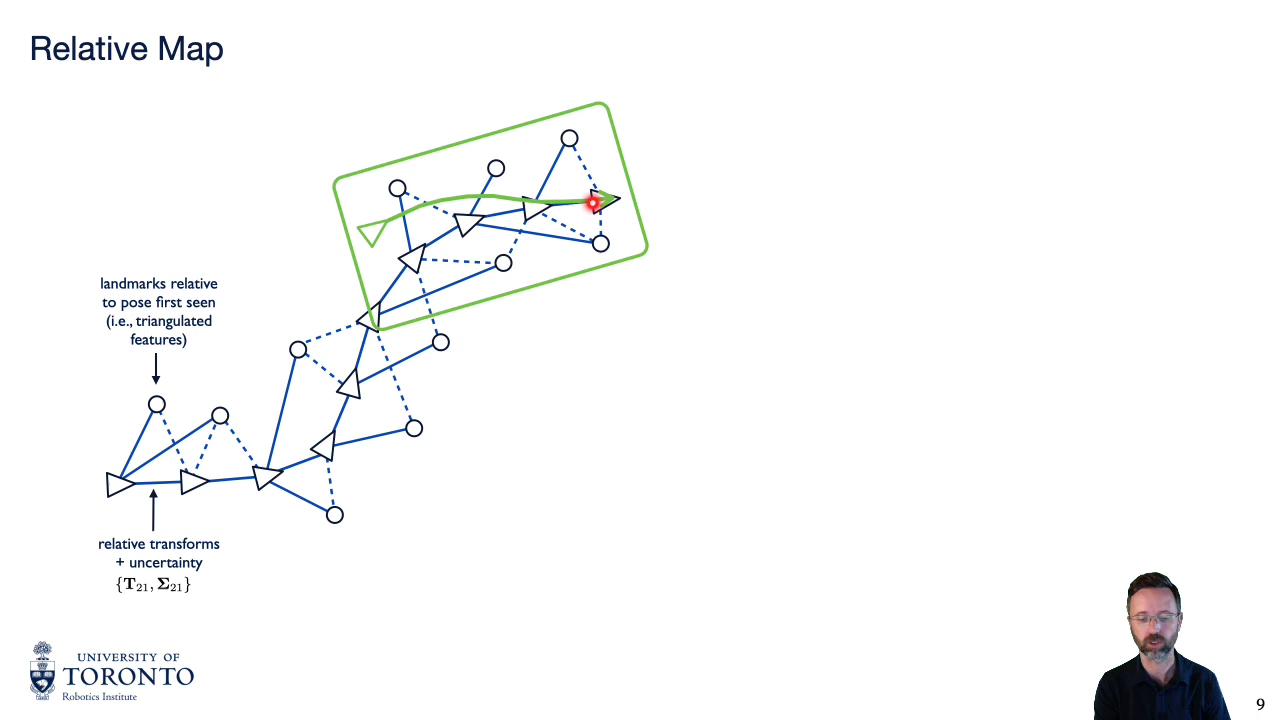 Relative Map
landmarks relative
to pose first seen
(i.e., triangulated
features)
relative transforms
+ uncertainty
{T₂₁, Σ₂₁}
UNIVERSITY OF
TORONTO
Robotics Institute
9